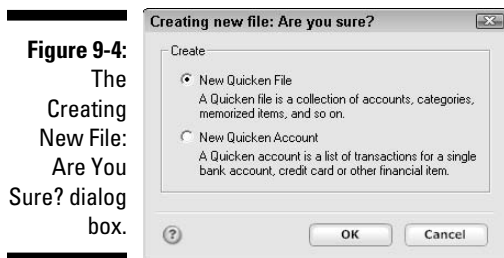 Figure 9-4:
The
Creating
New File:
Are You
Sure? dialog
box.
Creating new file: Are you sure?
Create
New Quicken File
A Quicken file is a collection of accounts, categories,
memorized items, and so on.
New Quicken Account
A Quicken account is a list of transactions for a single
bank account, credit card or other financial item.
?
OK
Cancel